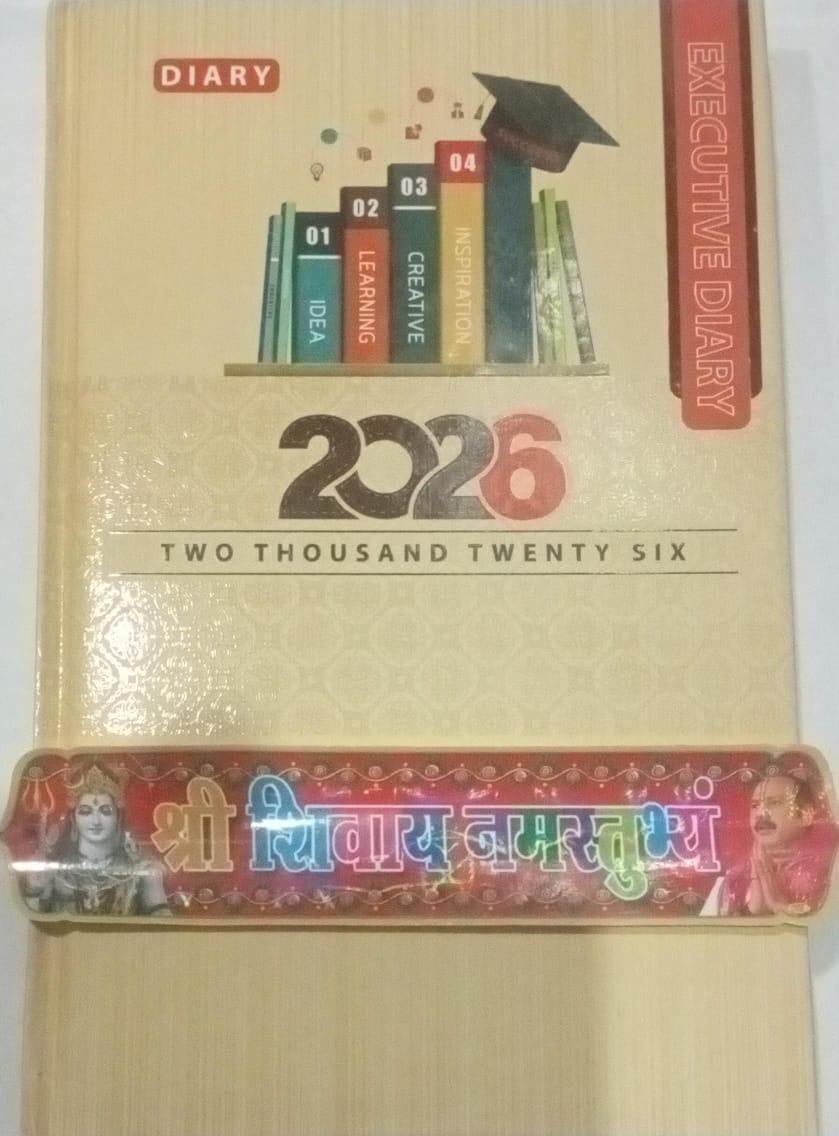 DIARY
EXECUTIVE DIARY
01
IDEA
02
LEARNING
03
CREATIVE
04
INSPIRATION
2026
TWO THOUSAND TWENTY SIX
श्री शिवाय नमस्तुभ्यं